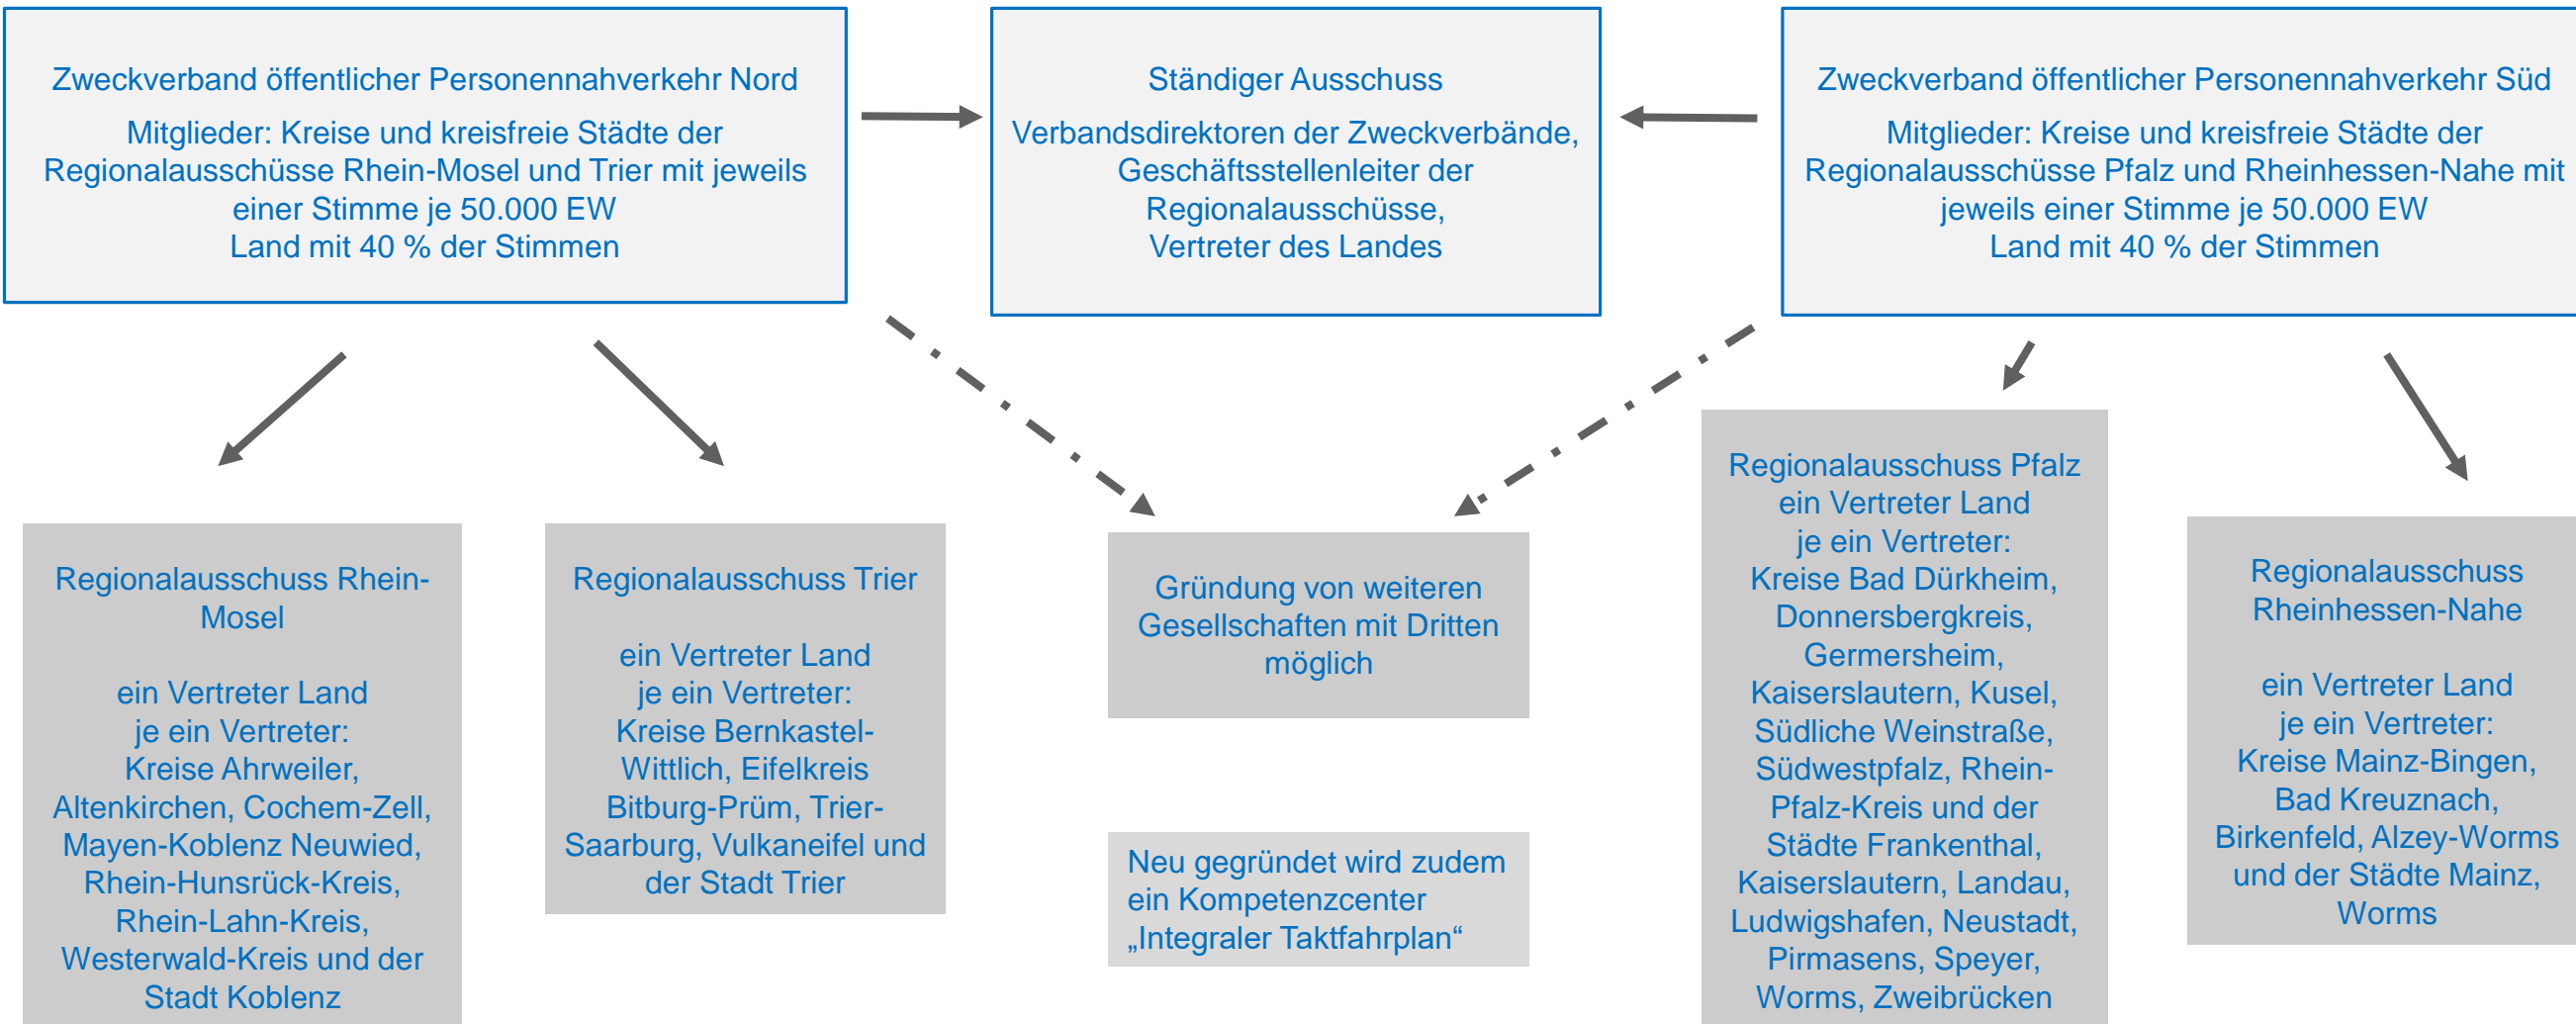 Zweckverband öffentlicher Personennahverkehr Nord
Mitglieder: Kreise und kreisfreie Städte der
Regionalausschüsse Rhein-Mosel und Trier mit jeweils
einer Stimme je 50.000 EW
Land mit 40 % der Stimmen
Ständiger Ausschuss
Verbandsdirektoren der Zweckverbände,
Geschäftsstellenleiter der
Regionalausschüsse,
Vertreter des Landes
Zweckverband öffentlicher Personennahverkehr Süd
Mitglieder: Kreise und kreisfreie Städte der
Regionalausschüsse Pfalz und Rheinhessen-Nahe mit
jeweils einer Stimme je 50.000 EW
Land mit 40 % der Stimmen
Regionalausschuss Rhein-
Mosel
ein Vertreter Land
je ein Vertreter:
Kreise Ahrweiler,
Altenkirchen, Cochem-Zell,
Mayen-Koblenz Neuwied,
Rhein-Hunsrück-Kreis,
Rhein-Lahn-Kreis,
Westerwald-Kreis und der
Stadt Koblenz
Regionalausschuss Trier
ein Vertreter Land
je ein Vertreter:
Kreise Bernkastel-
Wittlich, Eifelkreis
Bitburg-Prüm, Trier-
Saarburg, Vulkaneifel und
der Stadt Trier
Gründung von weiteren
Gesellschaften mit Dritten
möglich
Neu gegründet wird zudem
ein Kompetenzcenter
„Integraler Taktfahrplan“
Regionalausschuss Pfalz
ein Vertreter Land
je ein Vertreter:
Kreise Bad Dürkheim,
Donnersbergkreis,
Germersheim,
Kaiserslautern, Kusel,
Südliche Weinstraße,
Südwestpfalz, Rhein-
Pfalz-Kreis und der
Städte Frankenthal,
Kaiserslautern, Landau,
Ludwigshafen, Neustadt,
Pirmasens, Speyer,
Worms, Zweibrücken
Regionalausschuss
Rheinhessen-Nahe
ein Vertreter Land
je ein Vertreter:
Kreise Mainz-Bingen,
Bad Kreuznach,
Birkenfeld, Alzey-Worms
und der Städte Mainz,
Worms